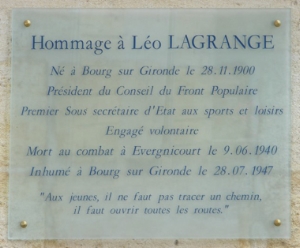 Hommage à Léo LAGRANGE
Né à Bourg sur Gironde le 28.11.1900
Président du Conseil du Front Populaire
Premier Sous secrétaire d'Etat aux sports et loisirs
Engagé volontaire
Mort au combat à Evergnicourt le 9.06.1940
Inhumé à Bourg sur Gironde le 28.07.1947
"Aux jeunes, il ne faut pas tracer un chemin,
il faut ouvrir toutes les routes."